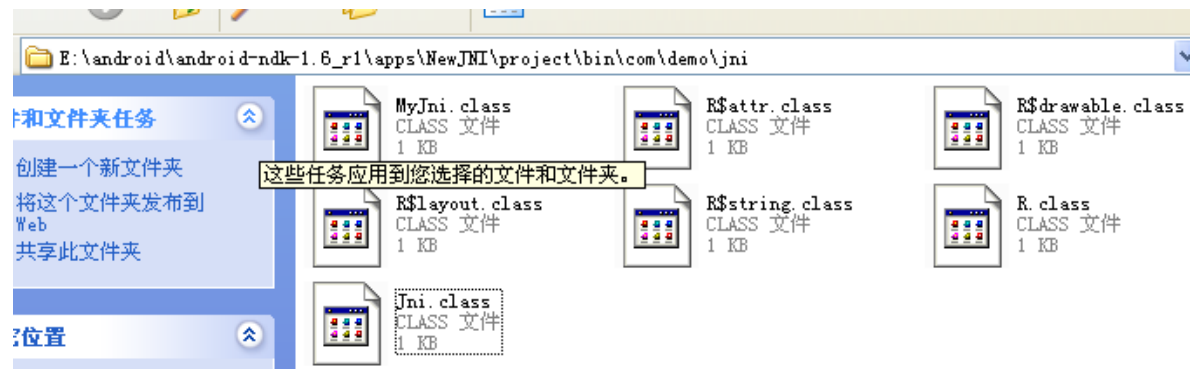 E:\android\android-ndk-1.6_r1\apps\NewJNI\project\bin\com\demo\jni
件和文件夹任务
创建一个新文件夹
将这个文件夹发布到
Web
共享此文件夹
位置
这些任务应用到您选择的文件和文件夹。
MyJni.class
CLASS 文件
1 KB
R$attr.class
CLASS 文件
1 KB
R$drawable.class
CLASS 文件
1 KB
R$layout.class
CLASS 文件
1 KB
R$string.class
CLASS 文件
1 KB
R.class
CLASS 文件
1 KB
Jni.class
CLASS 文件
1 KB